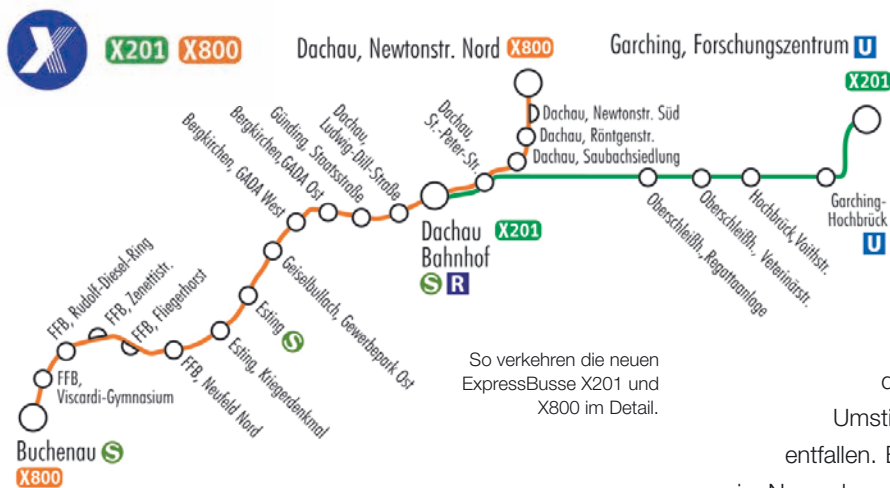 X X201 X800
Dachau, Newtonstr. Nord X800
Garching, Forschungszentrum U
X201
Dachau, Newtonstr. Süd
Dachau, Röntgenstr.
Dachau, Saubachsiedlung
Dachau,
St.-Peter-Str.
Dachau,
Ludwig-Dill-Straße
Günding, Staatsstraße
Bergkirchen, GADA Ost
Bergkirchen, GADA West
Dachau X201
Bahnhof
S R
Oberschleißh., Regattaanlage
Oberschleißh., Veterinärstr.
Hochbrück, Voithstr.
Garching-
Hochbrück
U
Geiselbullach, Gewerbepark Ost
Esting S
Esting, Kriegerdenkmal
FFB, Neufeld Nord
FFB, Fliegerhorst
FFB, Zenettistr.
FFB, Rudolf-Diesel-Ring
FFB,
Viscardi-Gymnasium
Buchenau S
X800
So verkehren die neuen
ExpressBusse X201 und
X800 im Detail.
entfallen.